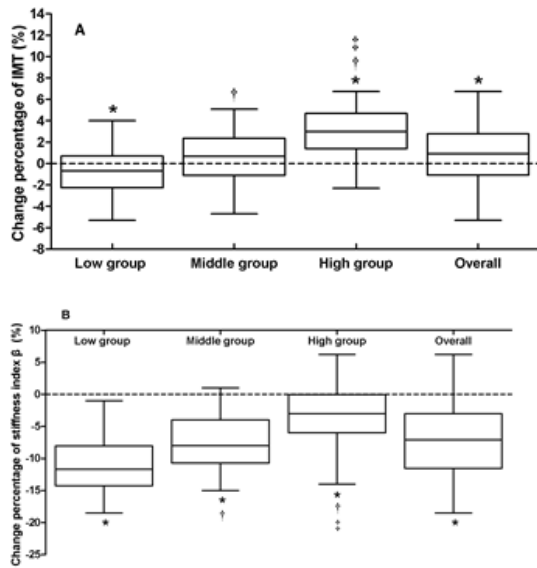 A
Change percentage of IMT (%)
14
12
10
8
6
4
2
0
-2
-4
-6
-8
*
†
‡
‡
†
*
*
Low group
Middle group
High group
Overall
B
Change percentage of stiffness index β (%)
10
5
0
-5
-10
-15
-20
-25
Low group
Middle group
High group
Overall
*
*
†
*
†
‡
*